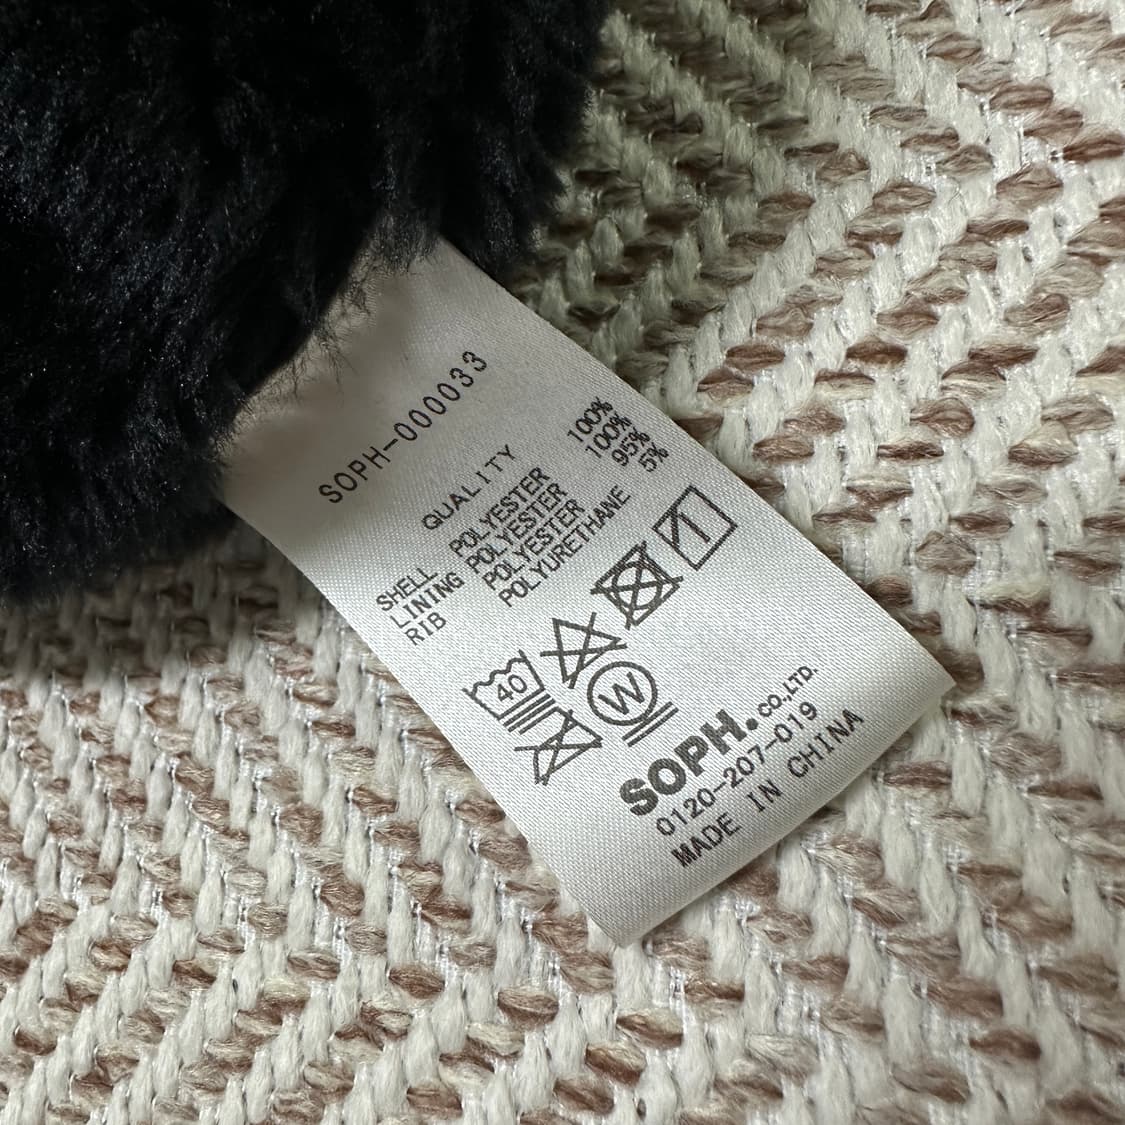 SOPH-000033
QUALITY
SHELL POLYESTER 100%
LINING POLYESTER 100%
RIB POLYESTER 95%
POLYURETHANE 5%
40
W
SOPH.CO.,LTD.
0120-207-019
MADE IN CHINA